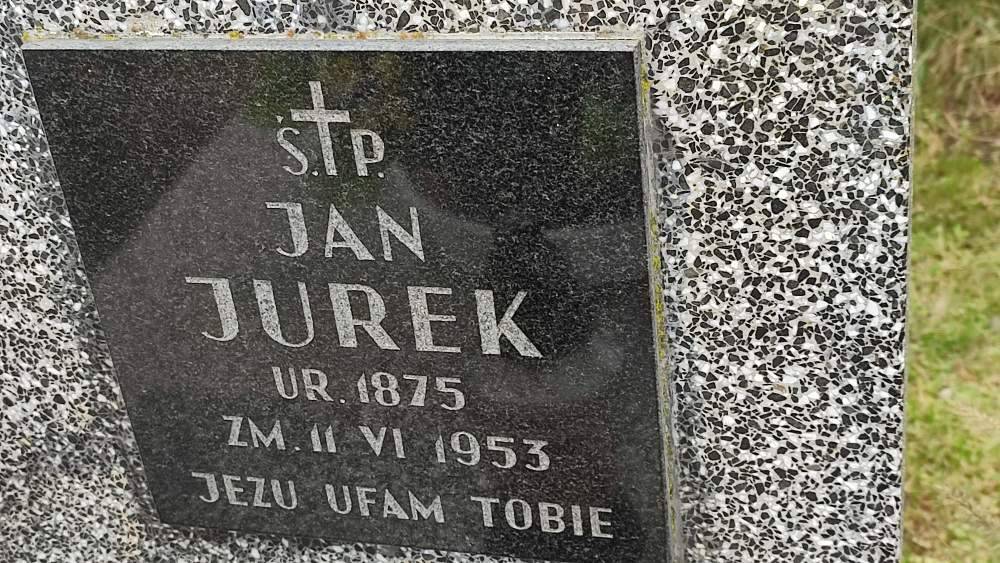 Ś.P.
JAN
JUREK
UR. 1875
ZM. 11 VI 1953
JEZU UFAM TOBIE